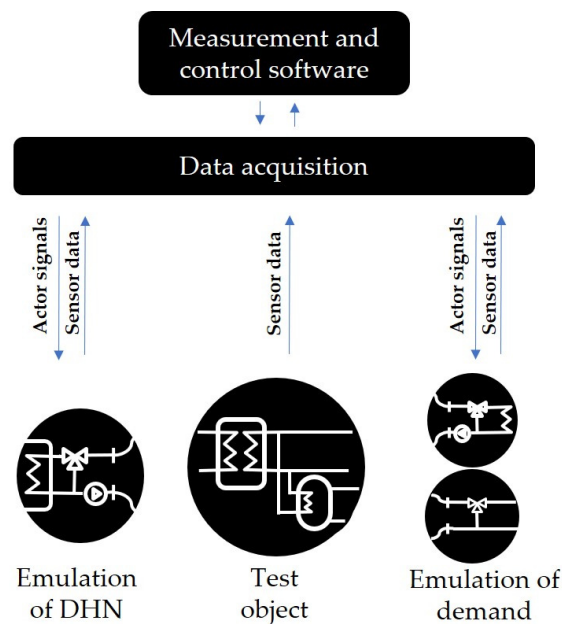 Measurement and
control software
Data acquisition
Actor signals
Sensor data
Sensor data
Actor signals
Sensor data
Emulation
of DHN
Test
object
Emulation of
demand